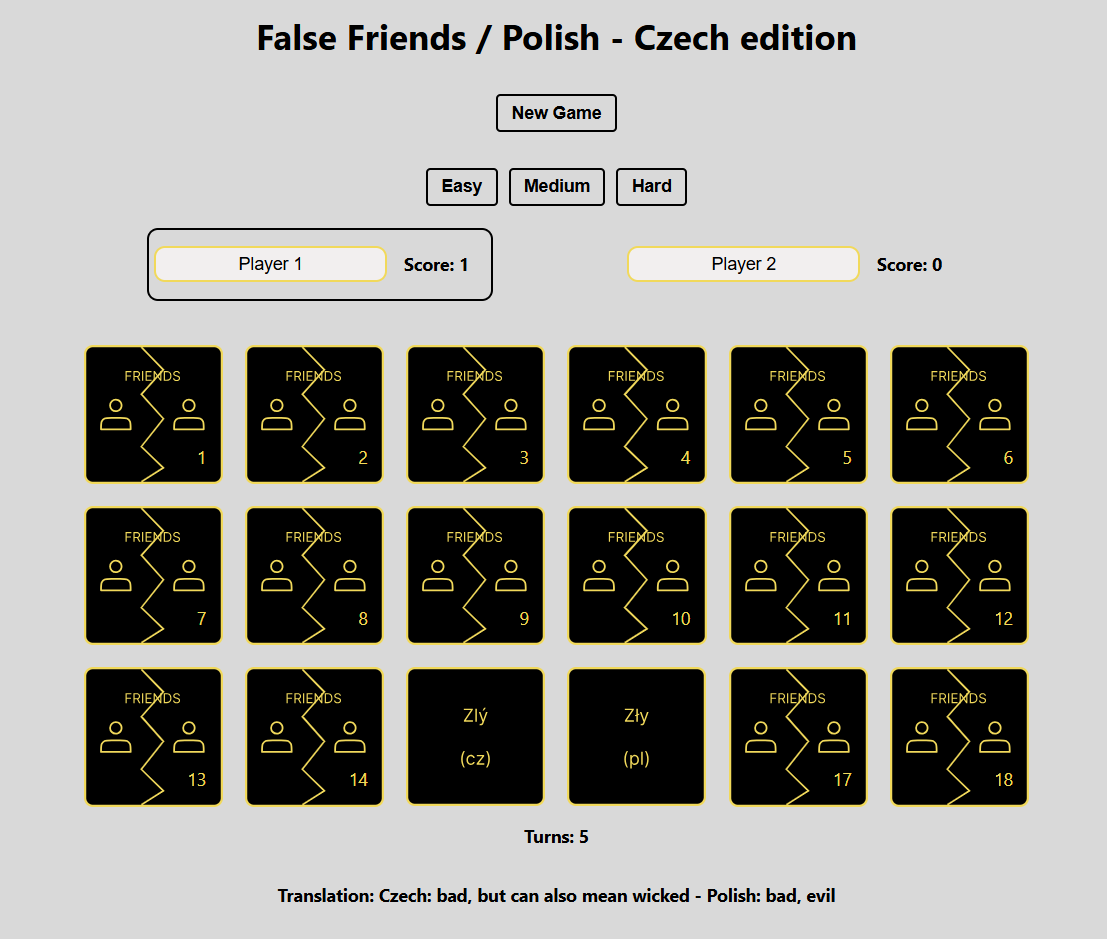 False Friends / Polish - Czech edition
New Game
Easy Medium Hard
Player 1 Score: 1 Player 2 Score: 0
FRIENDS FRIENDS FRIENDS FRIENDS FRIENDS FRIENDS
1 2 3 4 5 6
FRIENDS FRIENDS FRIENDS FRIENDS FRIENDS FRIENDS
7 8 9 10 11 12
FRIENDS FRIENDS Zlý Zły FRIENDS FRIENDS
13 14 (cz) (pl) 17 18
Turns: 5
Translation: Czech: bad, but can also mean wicked - Polish: bad, evil